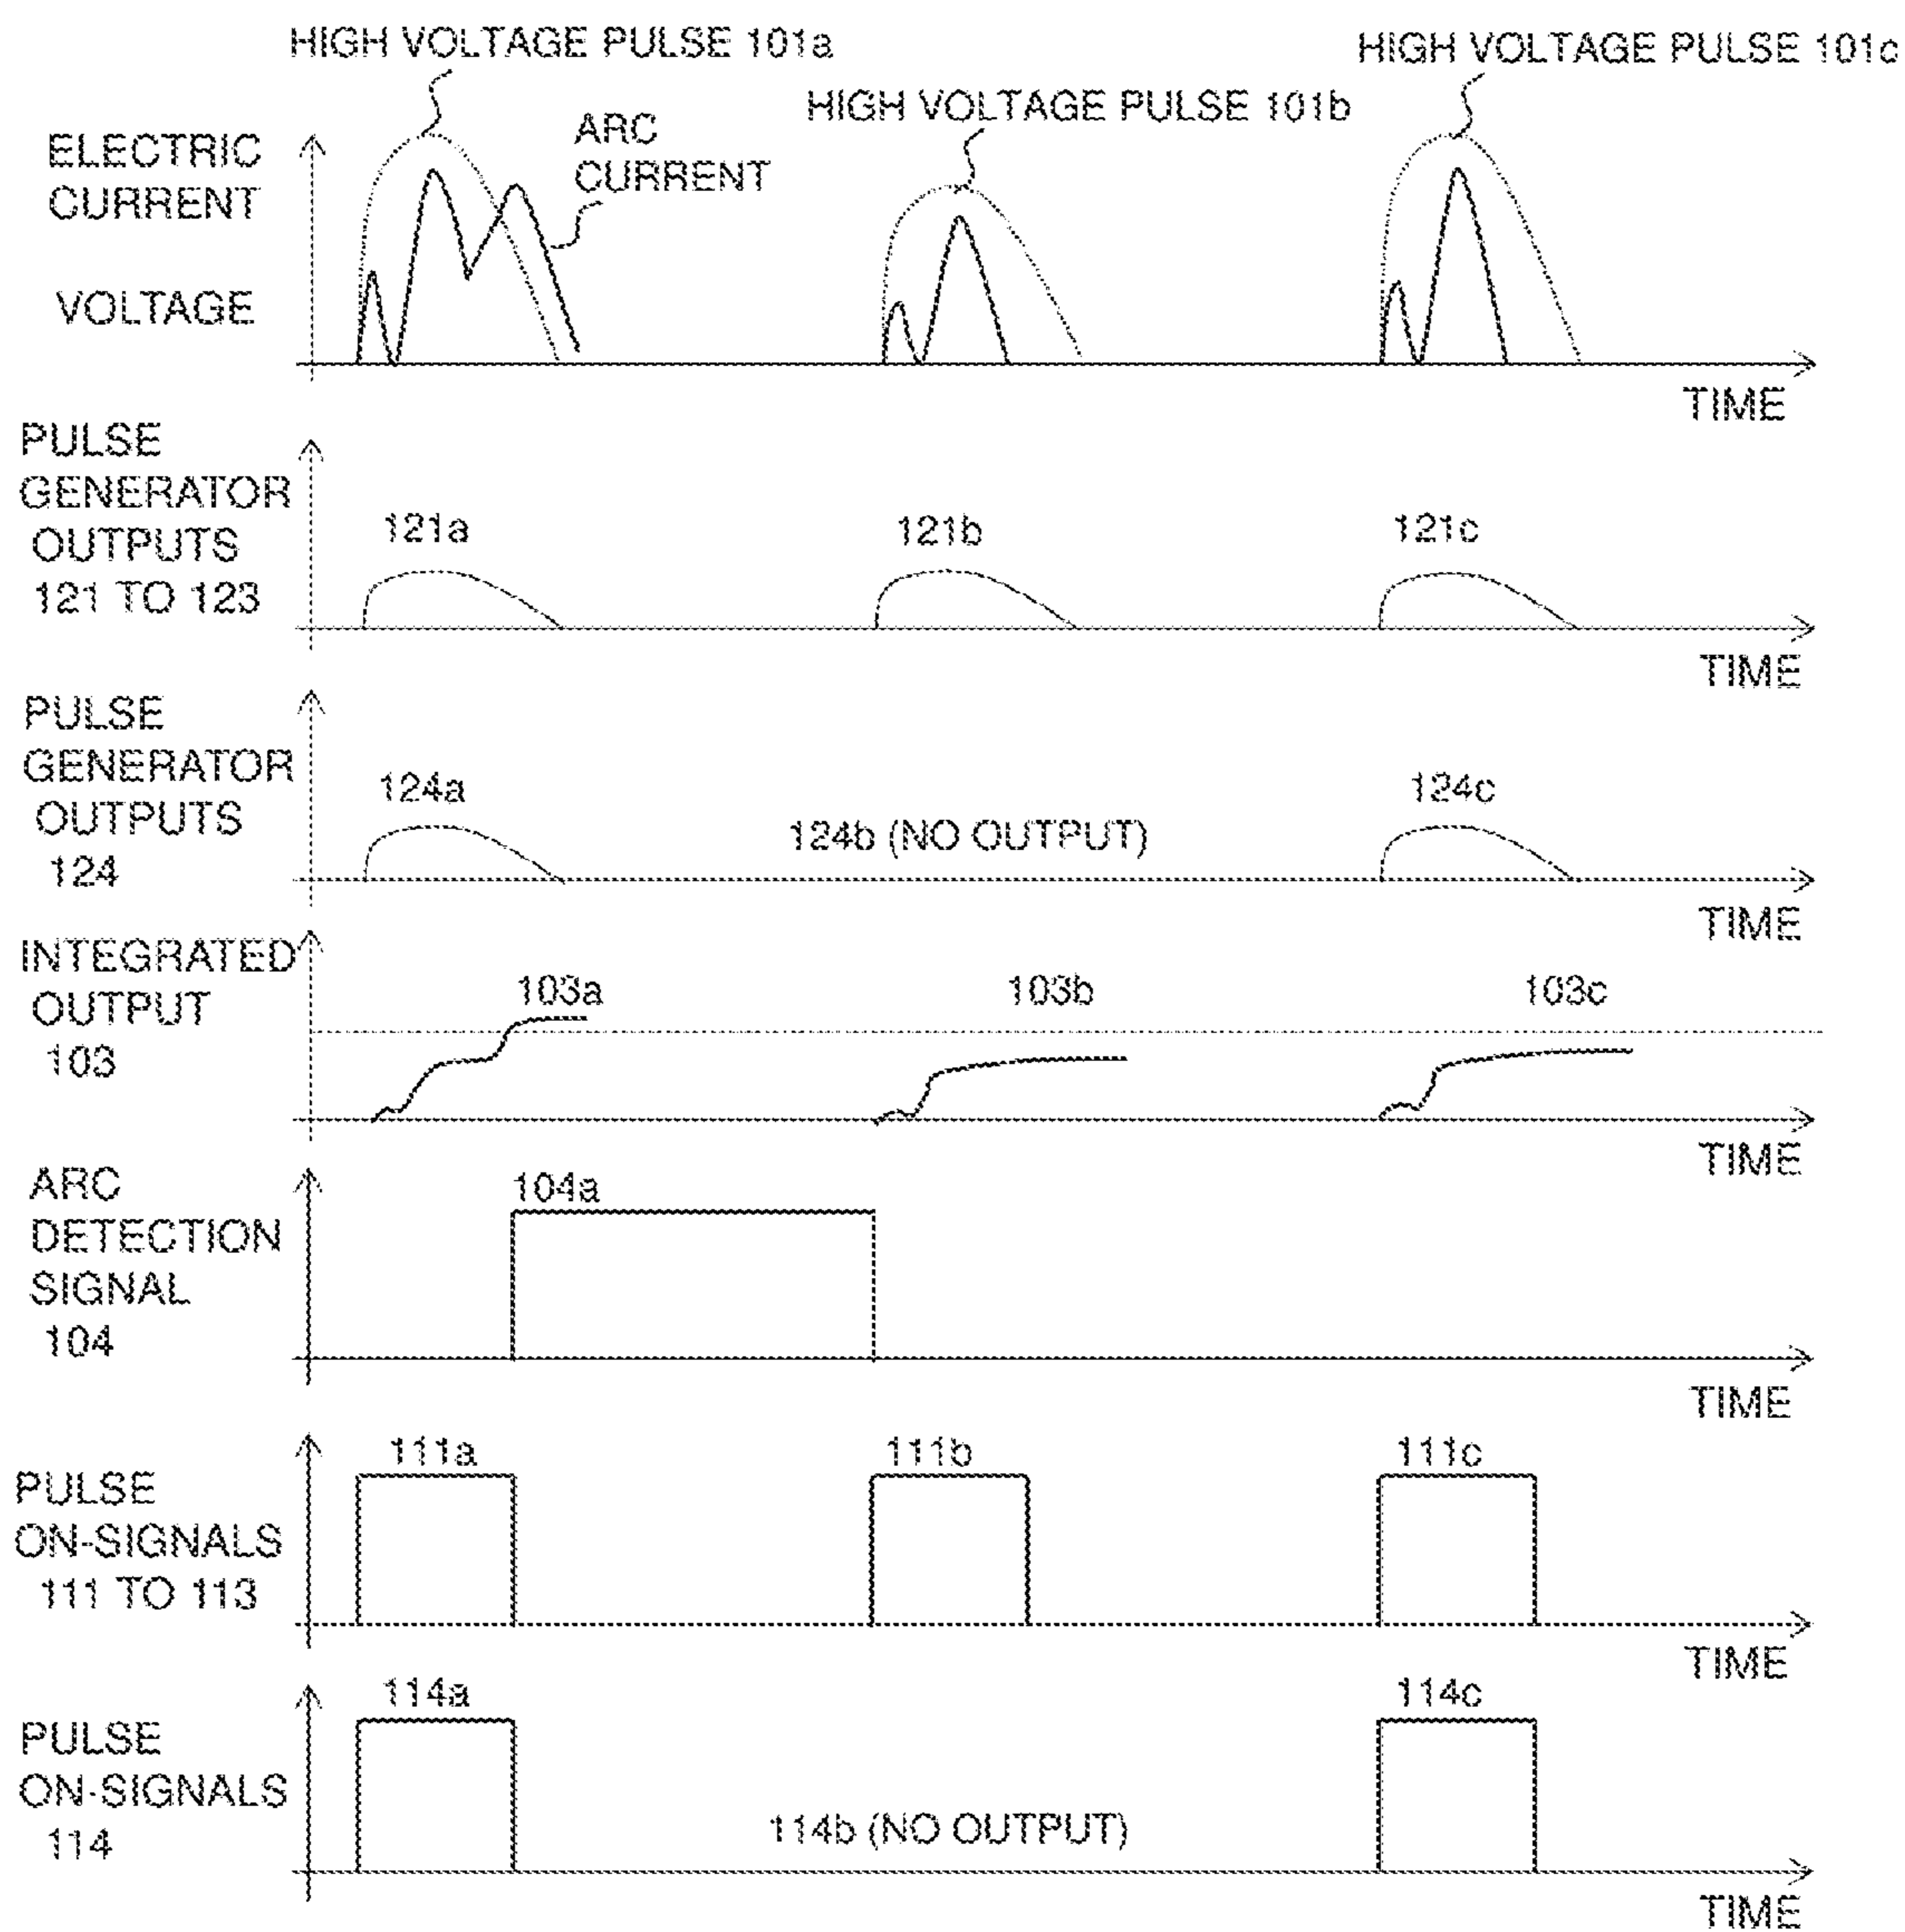 HIGH VOLTAGE PULSE 101a
HIGH VOLTAGE PULSE 101b
HIGH VOLTAGE PULSE 101c
ELECTRIC
CURRENT
VOLTAGE
ARC
CURRENT
TIME
PULSE
GENERATOR
OUTPUTS
121 TO 123
121a
121b
121c
TIME
PULSE
GENERATOR
OUTPUTS
124
124a
124b (NO OUTPUT)
124c
TIME
INTEGRATED
OUTPUT
103
103a
103b
103c
TIME
ARC
DETECTION
SIGNAL
104
104a
TIME
PULSE
ON-SIGNALS
111 TO 113
111a
111b
111c
TIME
PULSE
ON-SIGNALS
114
114a
114b (NO OUTPUT)
114c
TIME